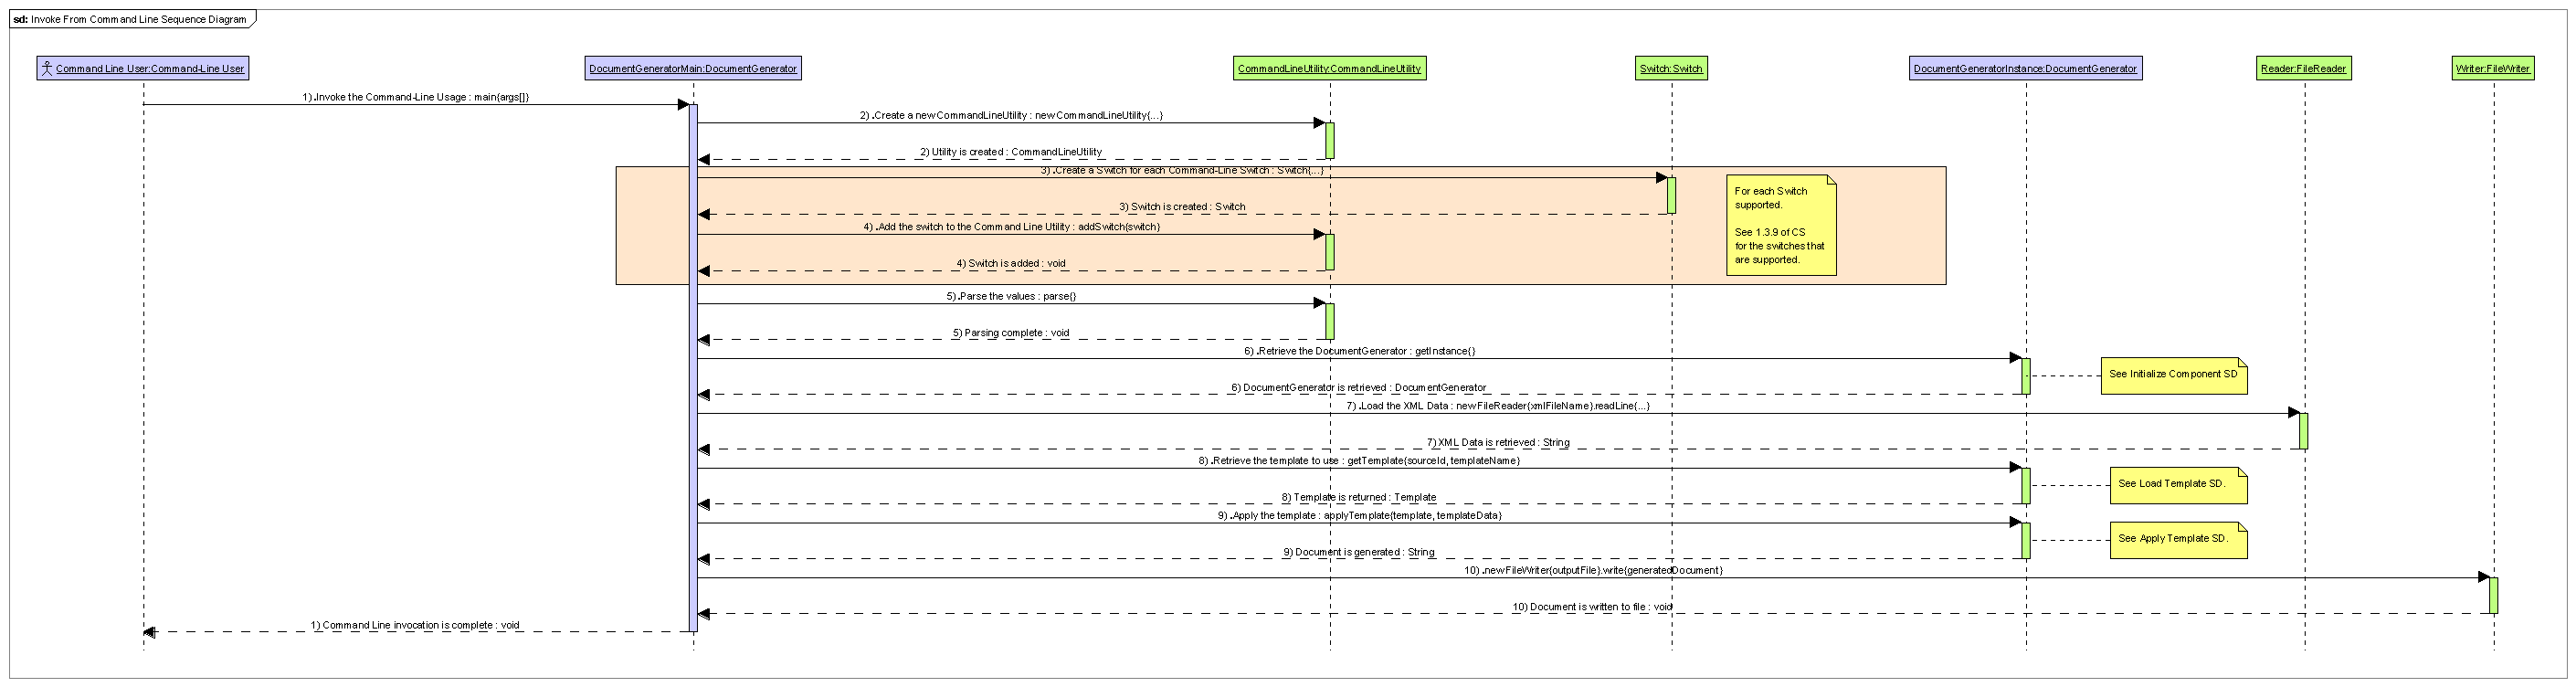 sd: Invoke From Command Line Sequence Diagram
Command Line User:Command-Line User
DocumentGeneratorMain:DocumentGenerator
CommandLineUtility:CommandLineUtility
Switch:Switch
DocumentGeneratorInstance:DocumentGenerator
Reader:FileReader
Writer:FileWriter
1) .Invoke the Command-Line Usage : main{args[]}
2) .Create a new CommandLineUtility : new CommandLineUtility{...}
2) Utility is created : CommandLineUtility
3) .Create a Switch for each Command-Line Switch : Switch{...}
3) Switch is created : Switch
4) .Add the switch to the Command Line Utility : addSwitch{switch}
4) Switch is added : void
For each Switch
supported.
See 1.3.9 of CS
for the switches that
are supported.
5) .Parse the values : parse{}
5) Parsing complete : void
6) .Retrieve the DocumentGenerator : getInstance{}
See Initialize Component SD
6) DocumentGenerator is retrieved : DocumentGenerator
7) .Load the XML Data : new FileReader{xmlFileName}.readLine{...}
7) XML Data is retrieved : String
8) .Retrieve the template to use : getTemplate{sourceId, templateName}
See Load Template SD.
8) Template is returned : Template
9) .Apply the template : applyTemplate{template, templateData}
See Apply Template SD.
9) Document is generated : String
10) .new FileWriter{outputFile}.write{generatedDocument}
10) Document is written to file : void
1) Command Line invocation is complete : void